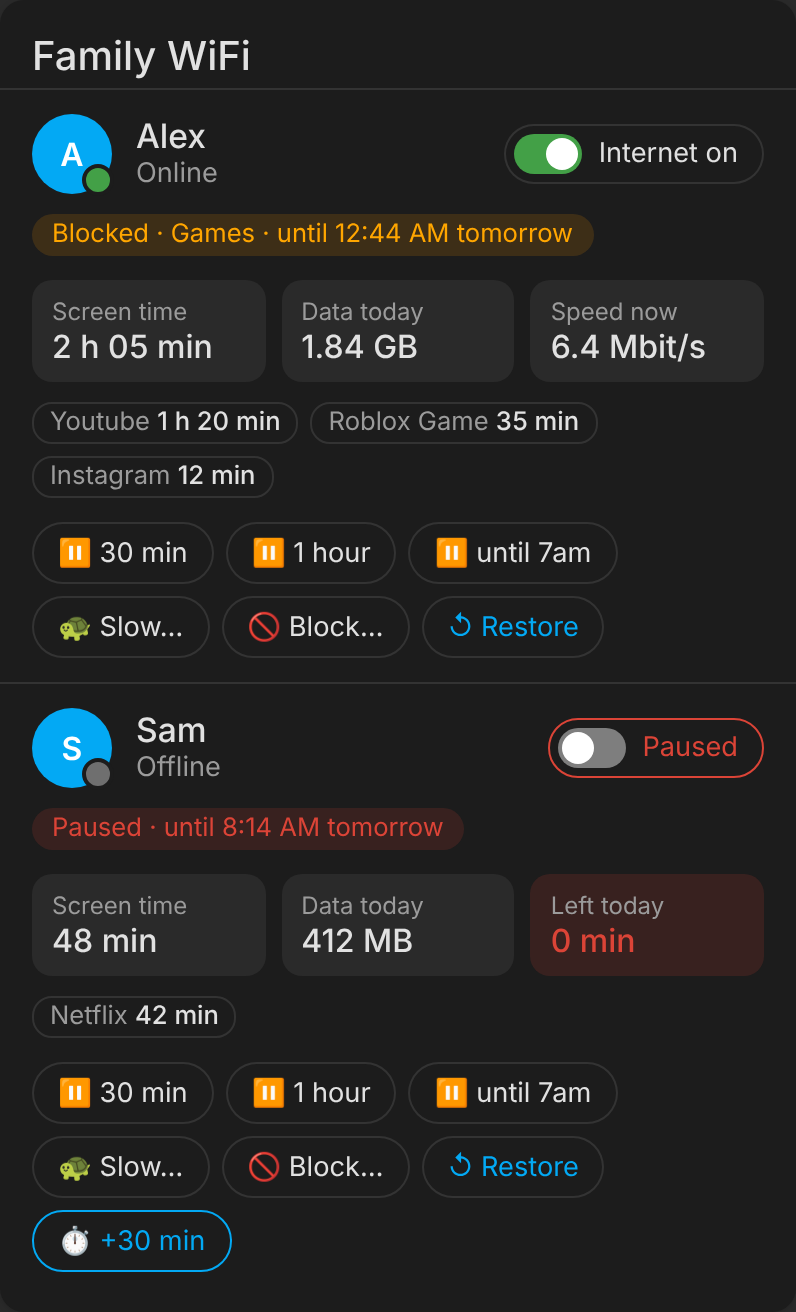 Family WiFi
A
Alex
Online
Internet on
Blocked · Games · until 12:44 AM tomorrow
Screen time
2 h 05 min
Data today
1.84 GB
Speed now
6.4 Mbit/s
Youtube 1 h 20 min
Roblox Game 35 min
Instagram 12 min
⏸️ 30 min
⏸️ 1 hour
⏸️ until 7am
🐢 Slow...
🚫 Block...
↺ Restore
S
Sam
Offline
Paused
Paused · until 8:14 AM tomorrow
Screen time
48 min
Data today
412 MB
Left today
0 min
Netflix 42 min
⏸️ 30 min
⏸️ 1 hour
⏸️ until 7am
🐢 Slow...
🚫 Block...
↺ Restore
⏱️ +30 min